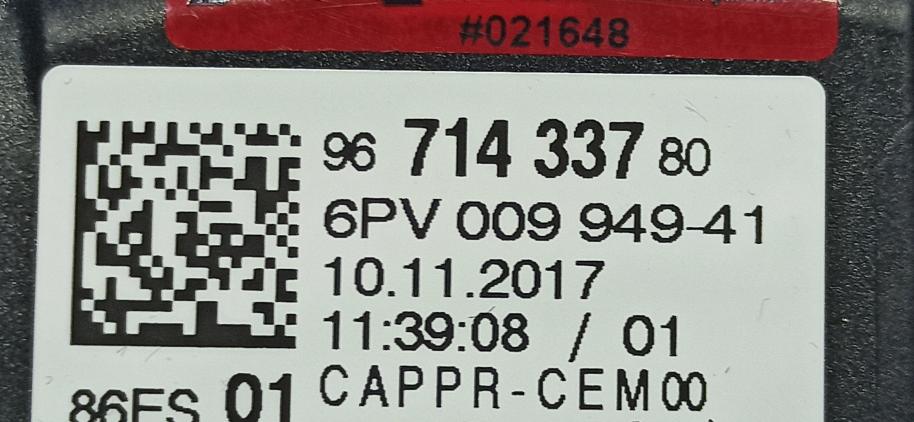 #021648
96 714 337 80
6PV 009 949-41
10.11.2017
11:39:08 / 01
86ES 01 CAPPR-CEM00